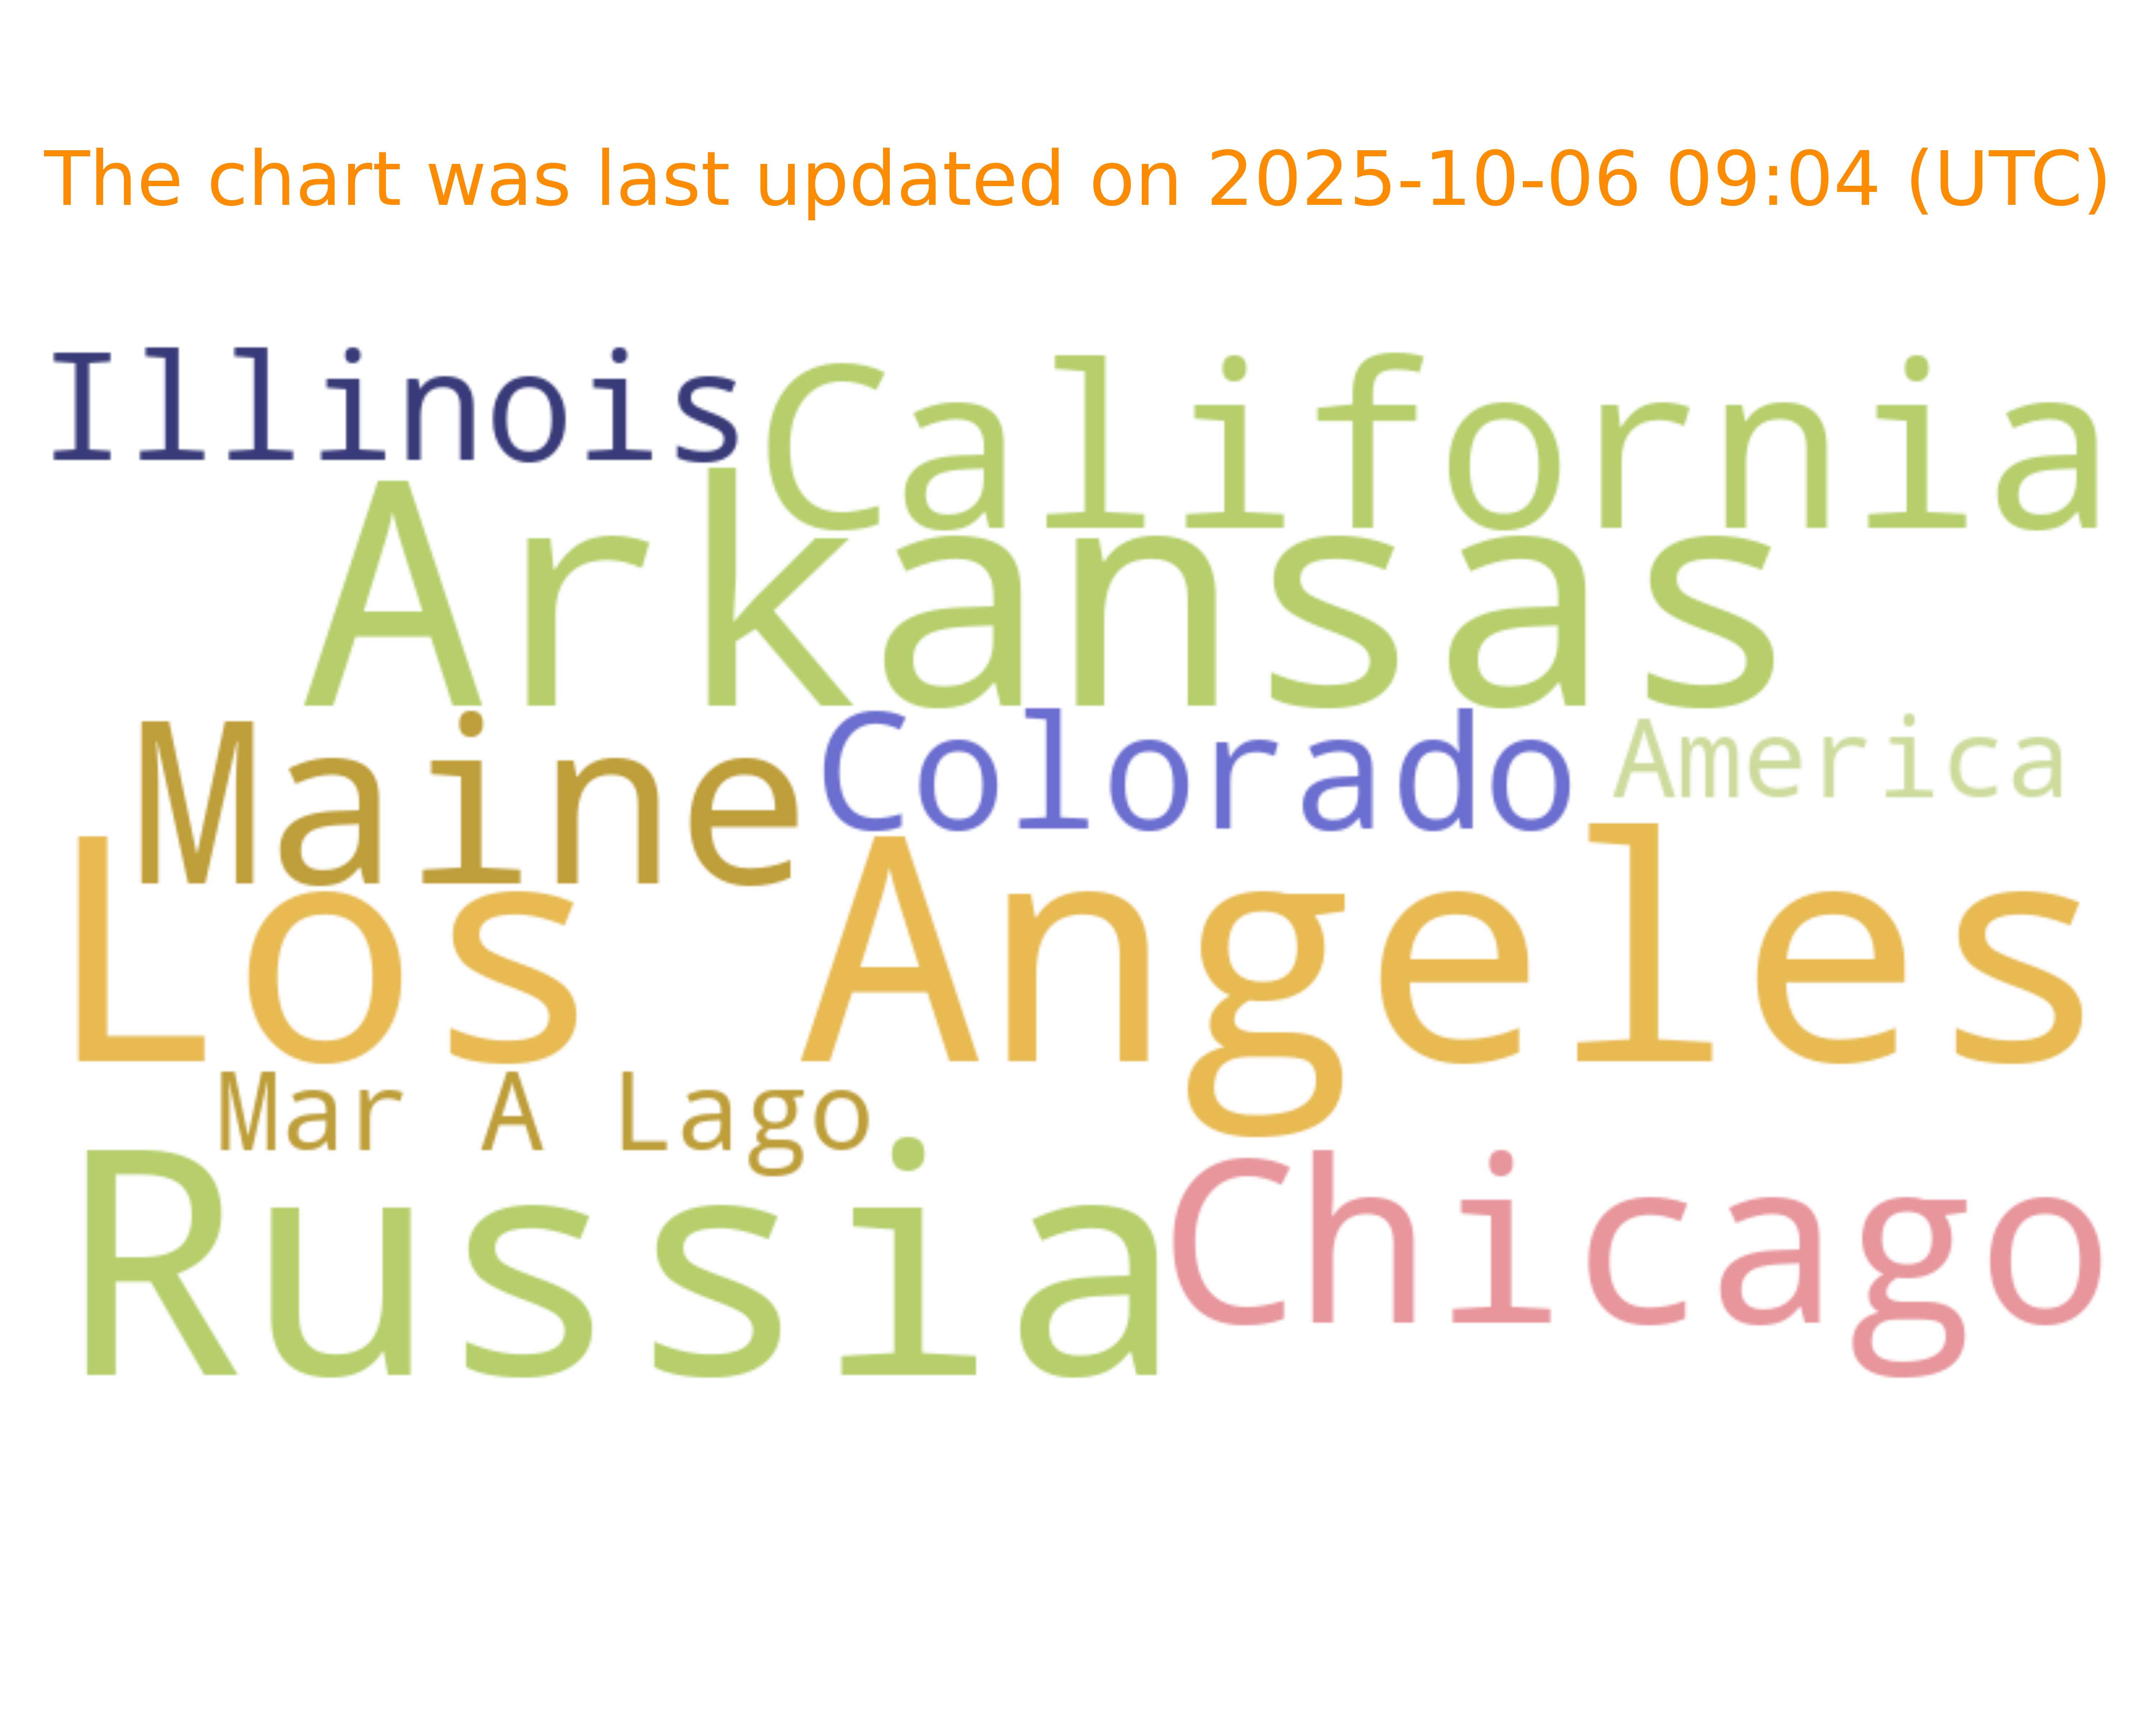 The chart was last updated on 2025-10-06 09:04 (UTC)
Illinois
California
Arkansas
Maine
Colorado
America
Los Angeles
Mar A Lago
Russia
Chicago